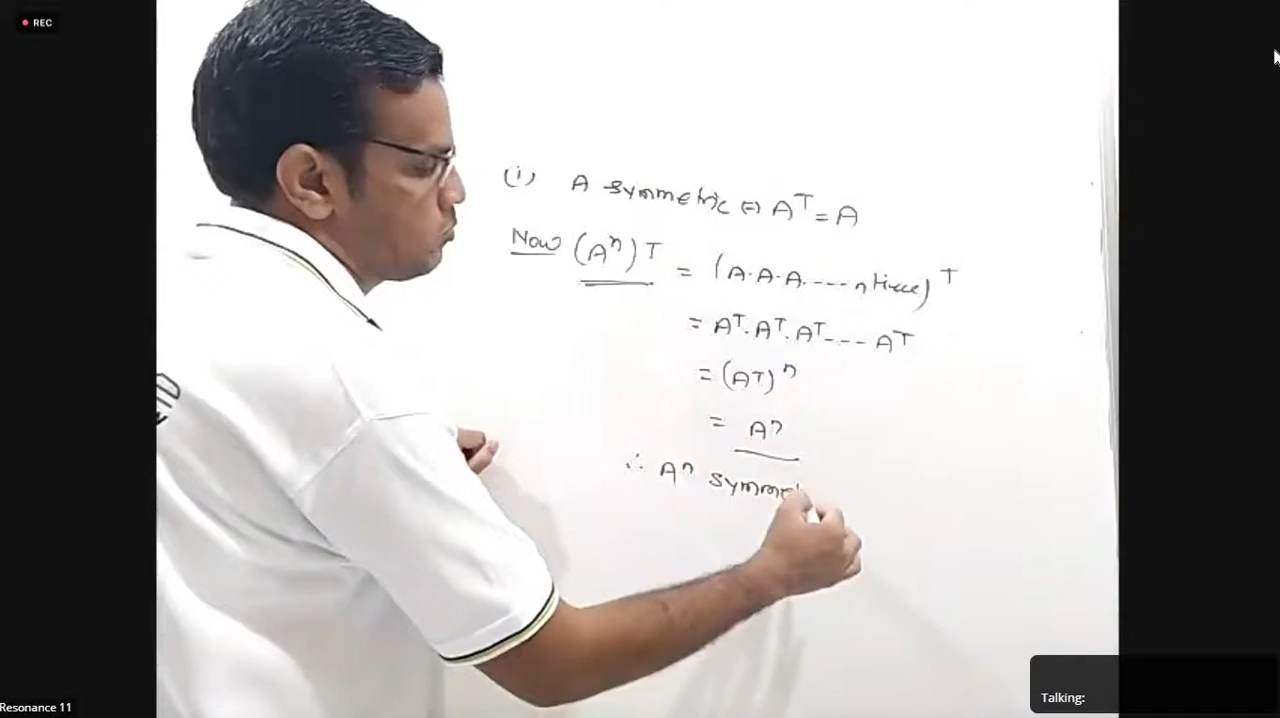 REC
(i) A symmetric ⇔ Aᵀ = A
Now (Aⁿ)ᵀ = (A·A·A.---- n times)ᵀ
= Aᵀ. Aᵀ. Aᵀ---- Aᵀ
= (Aᵀ)ⁿ
= Aⁿ
∴ Aⁿ symme
Resonance 11
Talking: